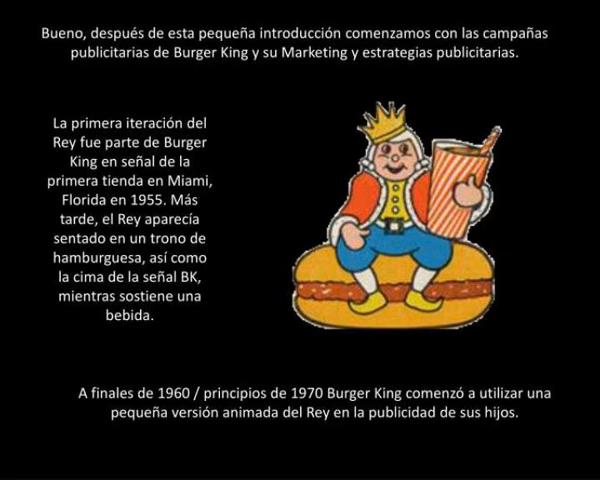 Bueno, después de esta pequeña introducción comenzamos con las campañas
publicitarias de Burger King y su Marketing y estrategias publicitarias.
La primera iteración del
Rey fue parte de Burger
King en señal de la
primera tienda en Miami,
Florida en 1955. Más
tarde, el Rey aparecía
sentado en un trono de
hamburguesa, así como
la cima de la señal BK,
mientras sostiene una
bebida.
A finales de 1960 / principios de 1970 Burger King comenzó a utilizar una
pequeña versión animada del Rey en la publicidad de sus hijos.